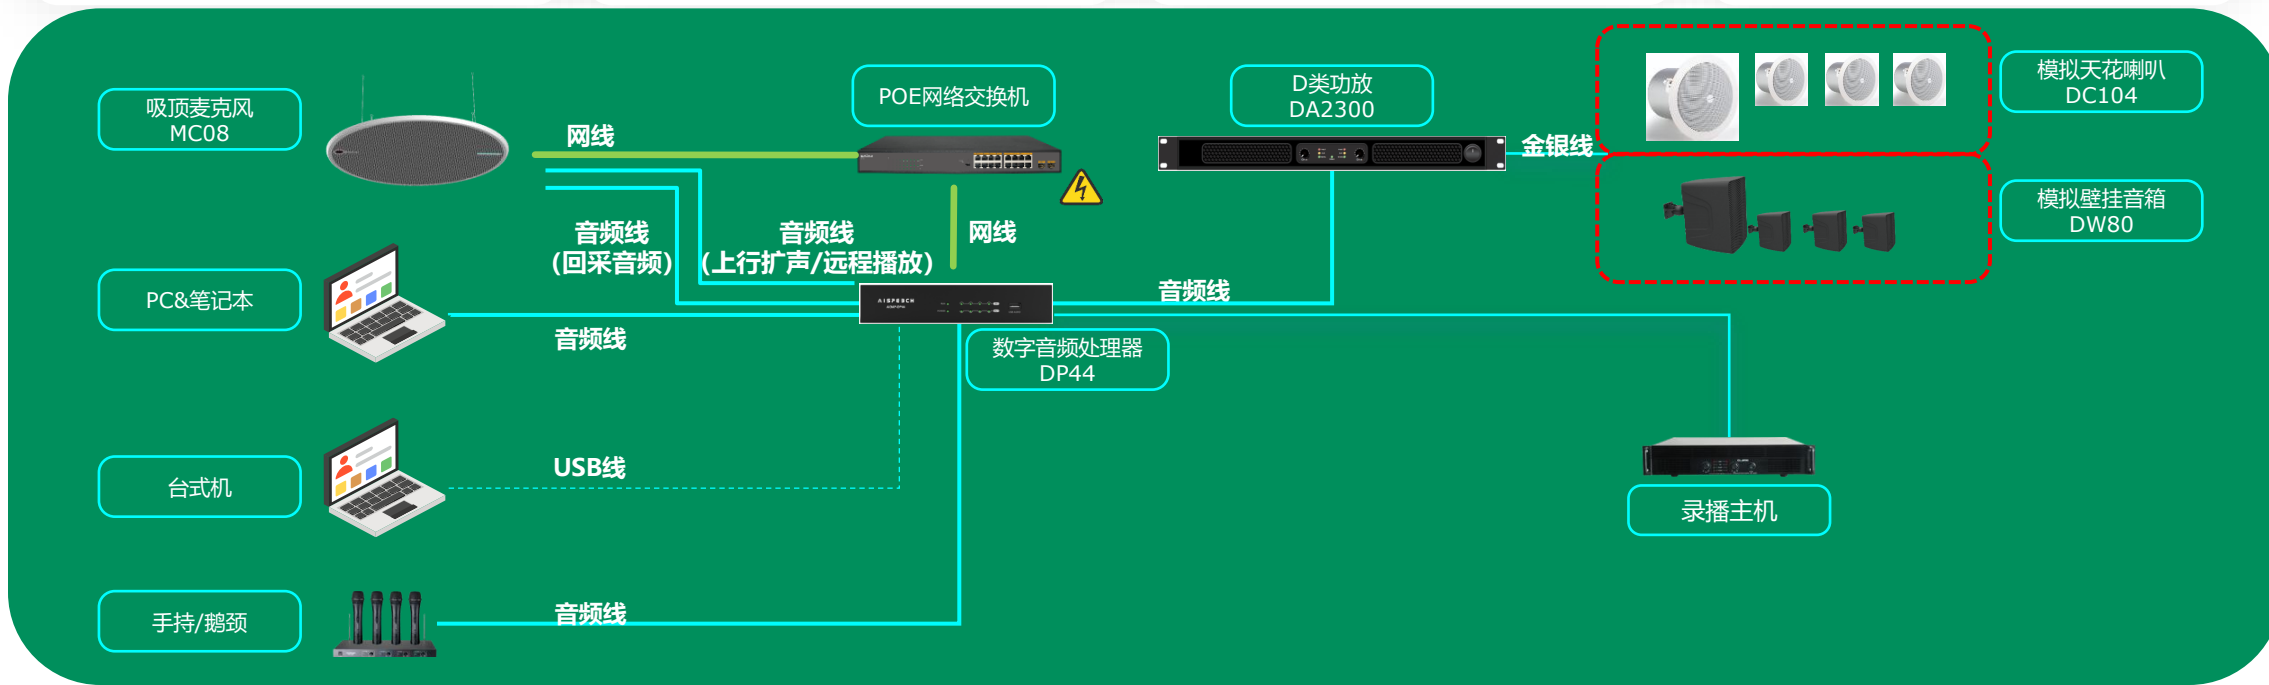 吸顶麦克风
MC08
网线
POE网络交换机
D类功放
DA2300
金银线
模拟天花喇叭
DC104
模拟壁挂音箱
DW80
音频线
(回采音频)
音频线
(上行扩声/远程播放)
网线
PC&笔记本
音频线
AISPEECH
音频线
数字音频处理器
DP44
台式机
USB线
录播主机
手持/鹅颈
音频线